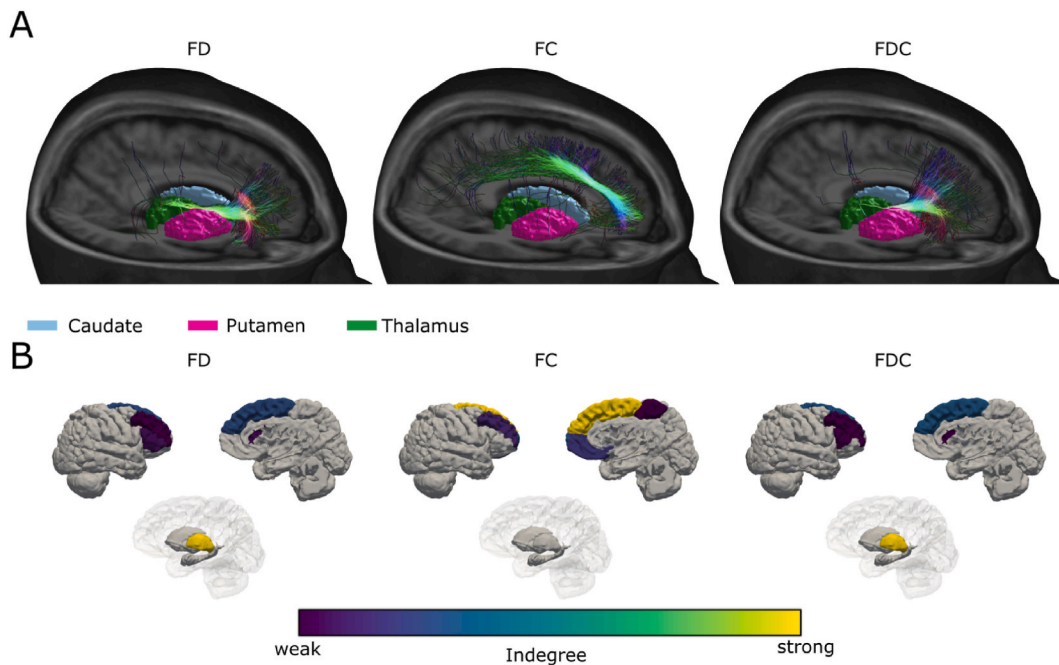 A
FD FC FDC
Caudate Putamen Thalamus
B
FD FC FDC
weak Indegree strong